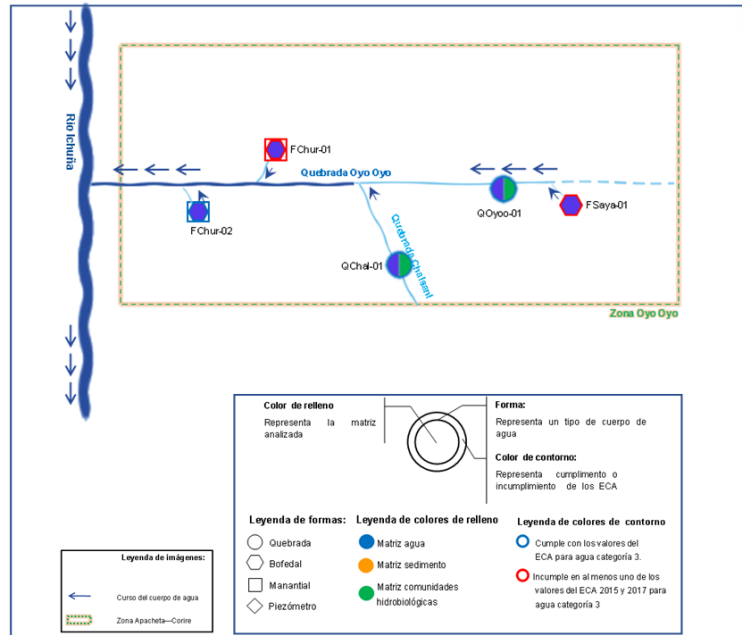 Río Ichuña
FChur-01
Quebrada Oyo Oyo
QOyoo-01
FSaya-01
FChur-02
QChal-01
Quebrada Chalsani
Zona Oyo Oyo
Color de relleno
Representa la matriz
analizada
Forma:
Representa un tipo de cuerpo de
agua
Color de contorno:
Representa cumplimento o
incumplimiento de los ECA
Leyenda de formas:
Quebrada
Bofedal
Manantial
Piezómetro
Leyenda de colores de relleno
Matriz agua
Matriz sedimento
Matriz comunidades
hidrobiológicas
Leyenda de colores de contorno
Cumple con los valores del
ECA para agua categoría 3.
Incumple en al menos uno de los
valores del ECA 2015 y 2017 para
agua categoría 3
Leyenda de imágenes:
Curso del cuerpo de agua
Zona Apacheta—Corire